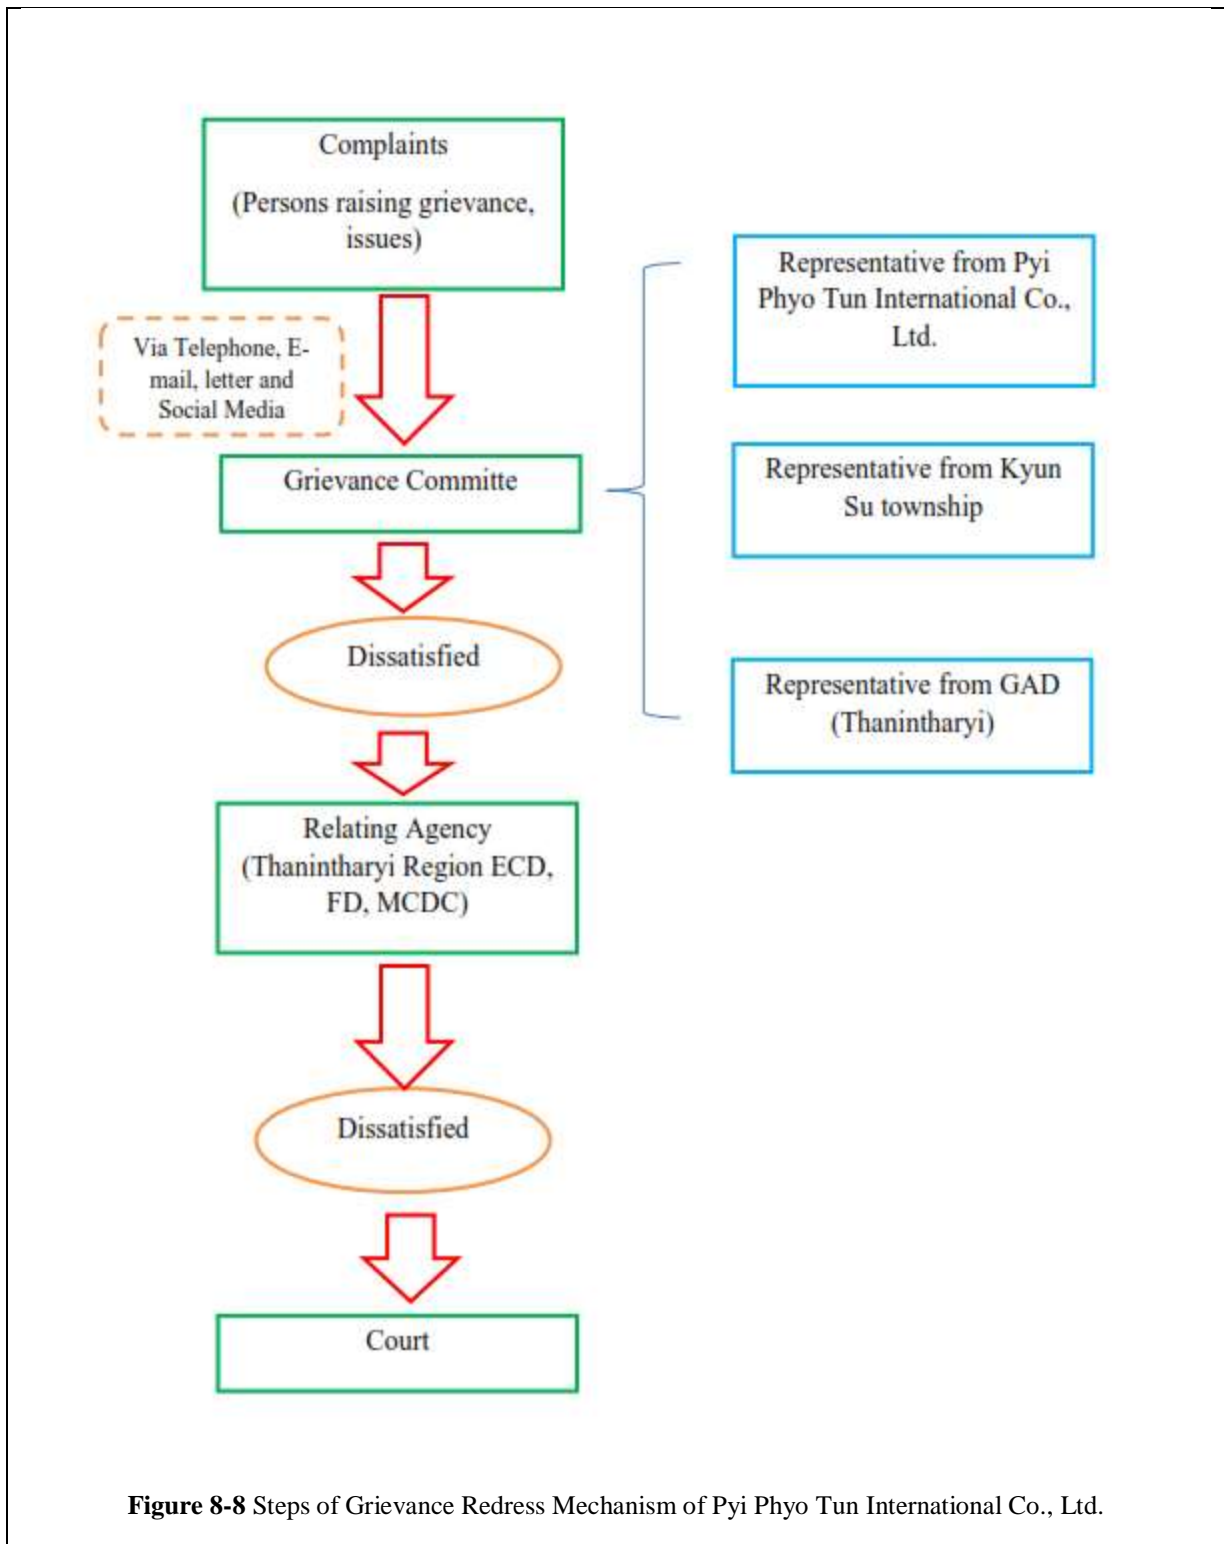 Complaints
(Persons raising grievance,
issues)
Via Telephone, E-
mail, letter and
Social Media
Grievance Committe
Representative from Pyi
Phyo Tun International Co.,
Ltd.
Representative from Kyun
Su township
Representative from GAD
(Thanintharyi)
Dissatisfied
Relating Agency
(Thanintharyi Region ECD,
FD, MCDC)
Dissatisfied
Court
Figure 8-8 Steps of Grievance Redress Mechanism of Pyi Phyo Tun International Co., Ltd.